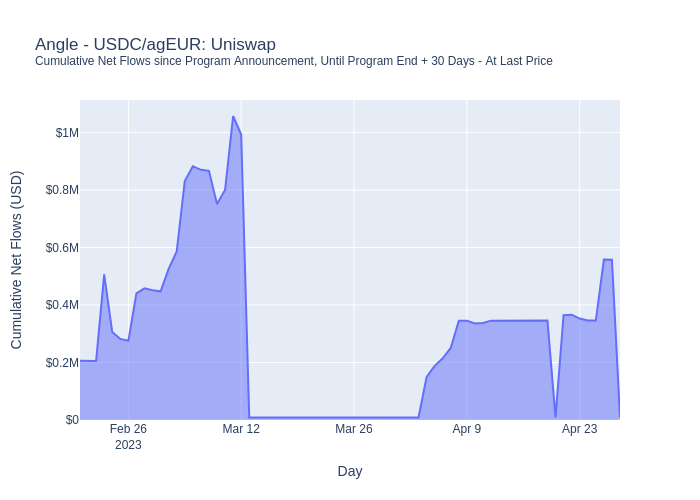 Angle - USDC/agEUR: Uniswap
Cumulative Net Flows since Program Announcement, Until Program End + 30 Days - At Last Price
Cumulative Net Flows (USD)
$1M
$0.8M
$0.6M
$0.4M
$0.2M
$0
Feb 26
2023
Mar 12
Mar 26
Apr 9
Apr 23
Day